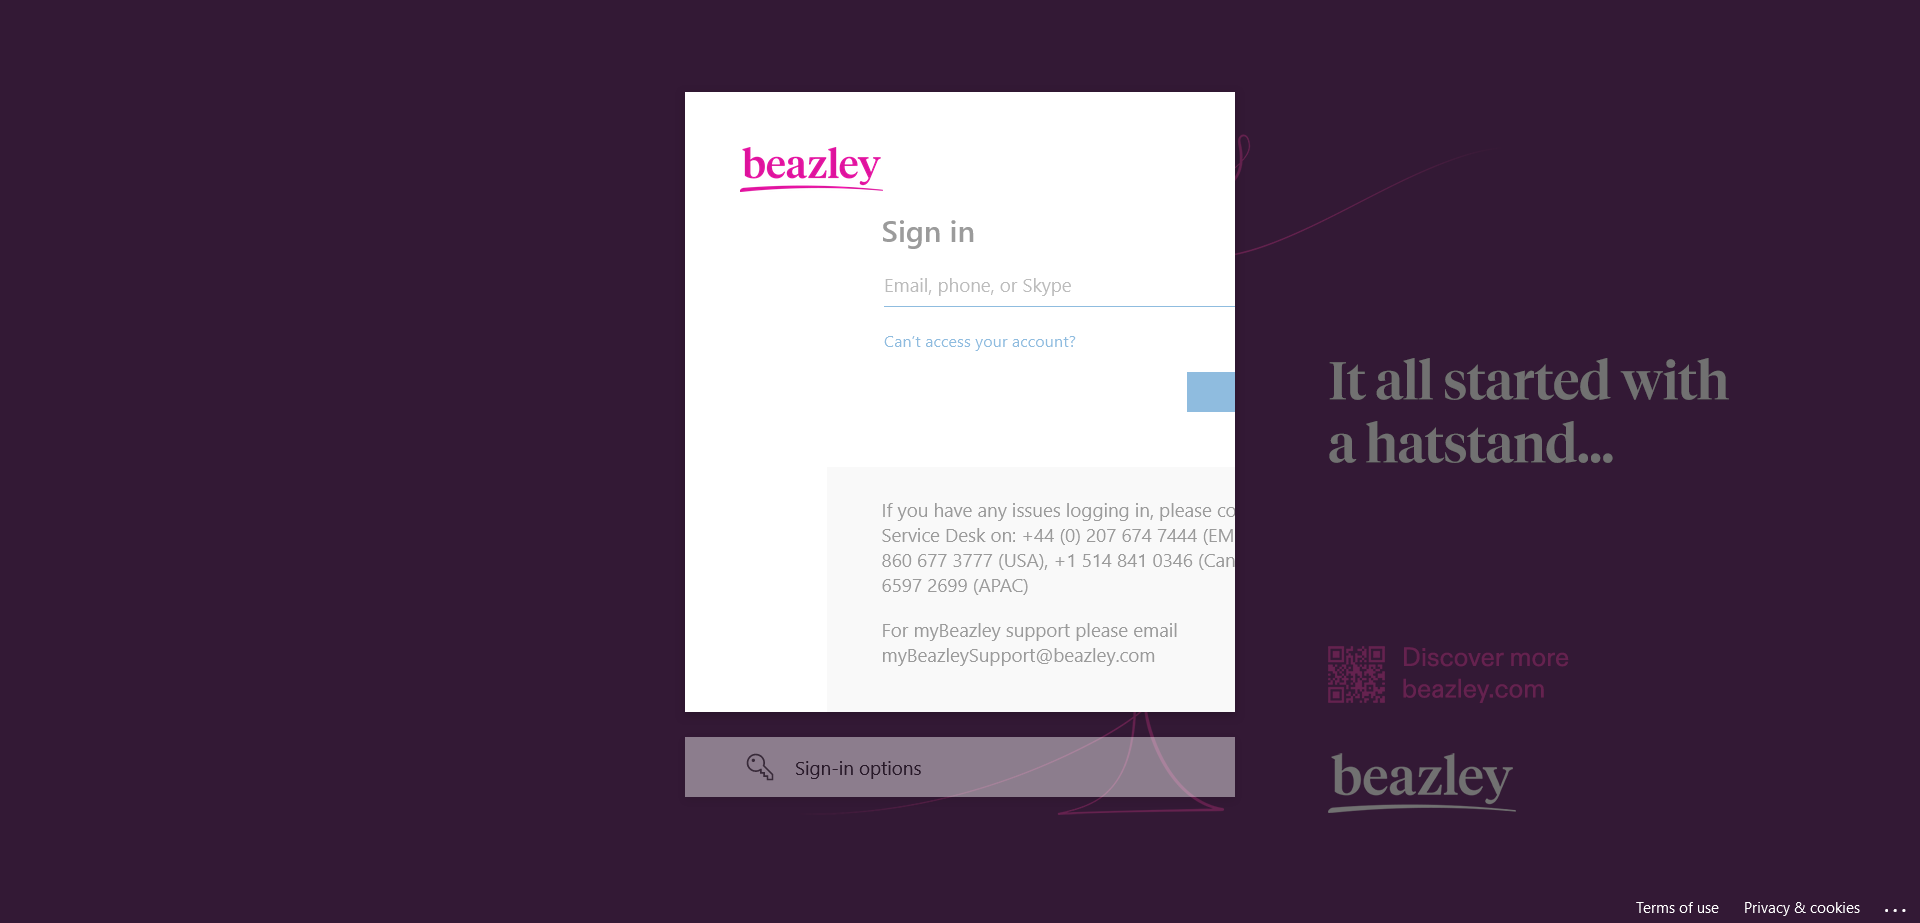 beazley
Sign in
Email, phone, or Skype
Can't access your account?
If you have any issues logging in, please co
Service Desk on: +44 (0) 207 674 7444 (EM
860 677 3777 (USA), +1 514 841 0346 (Can
6597 2699 (APAC)
For myBeazley support please email
myBeazleySupport@beazley.com
Sign-in options
It all started with
a hatstand...
Discover more
beazley.com
beazley
Terms of use
Privacy & cookies
...